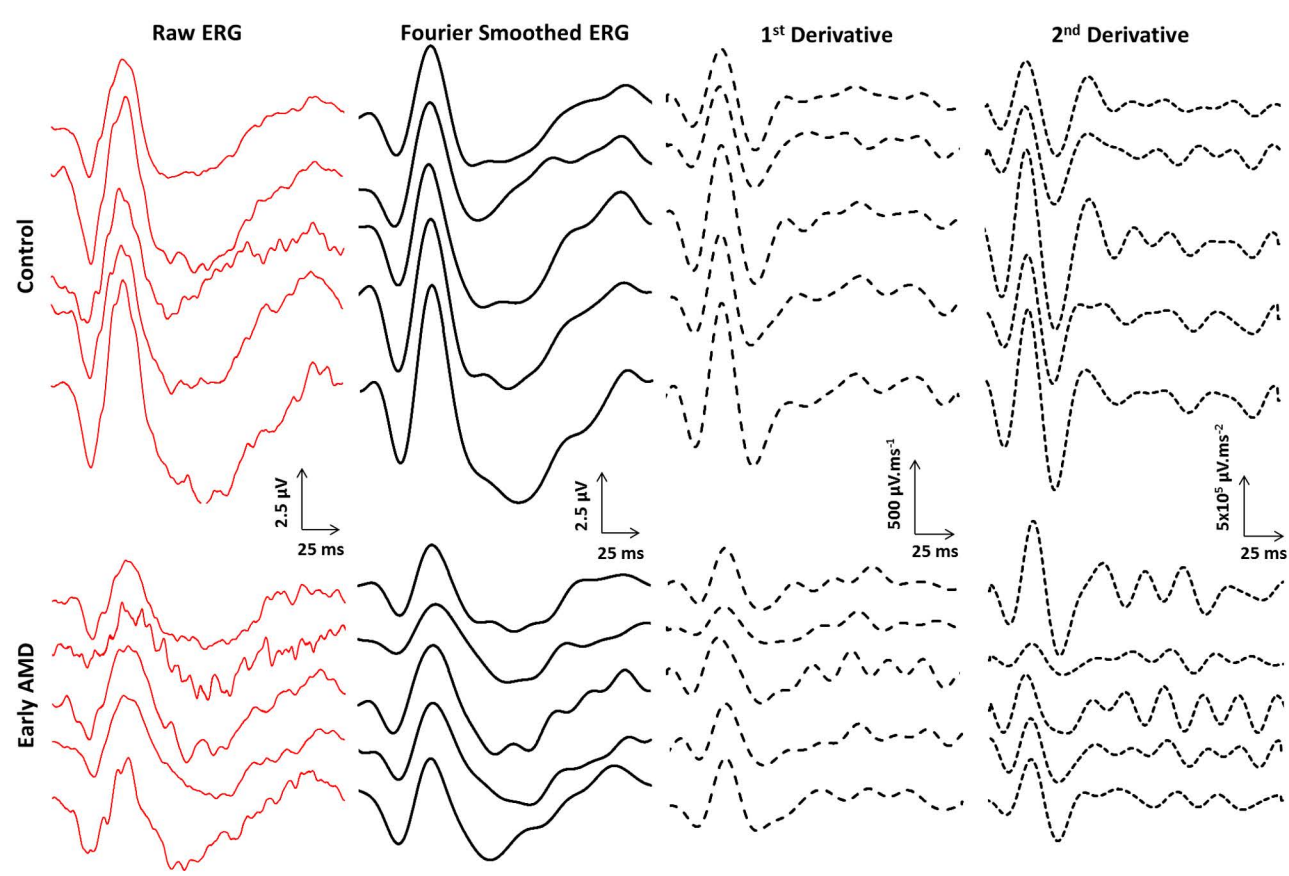 Raw ERG
Fourier Smoothed ERG
1st Derivative
2nd Derivative
Control
2.5 µV
25 ms
2.5 µV
25 ms
500 µV.ms-1
25 ms
5x10⁵ µV.ms-2
25 ms
Early AMD